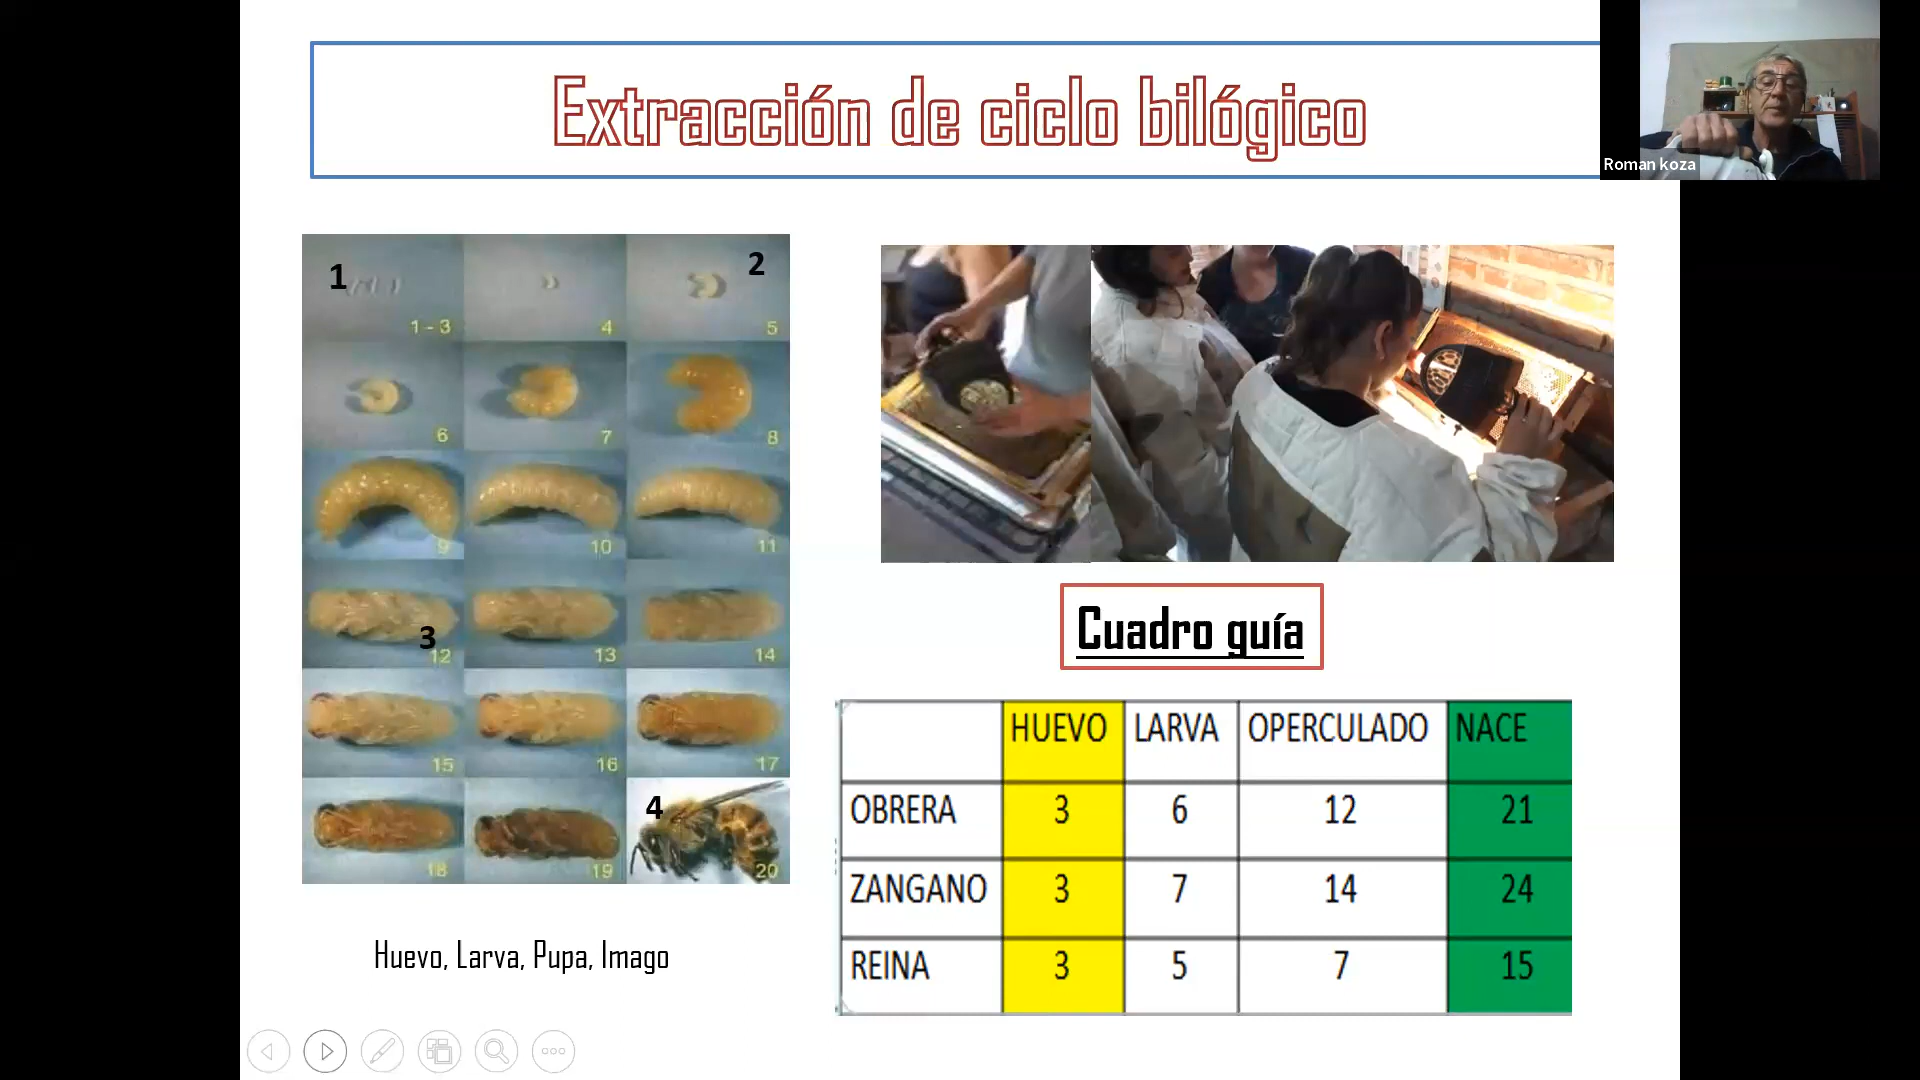 Extracción de ciclo bilógico
Roman koza
1
2
1 - 3
4
5
6
7
8
9
10
11
3
12
13
14
15
16
17
4
18
19
20
Huevo, Larva, Pupa, Imago
Cuadro guía
HUEVO LARVA OPERCULADO NACE
OBRERA 3 6 12 21
ZANGANO 3 7 14 24
REINA 3 5 7 15